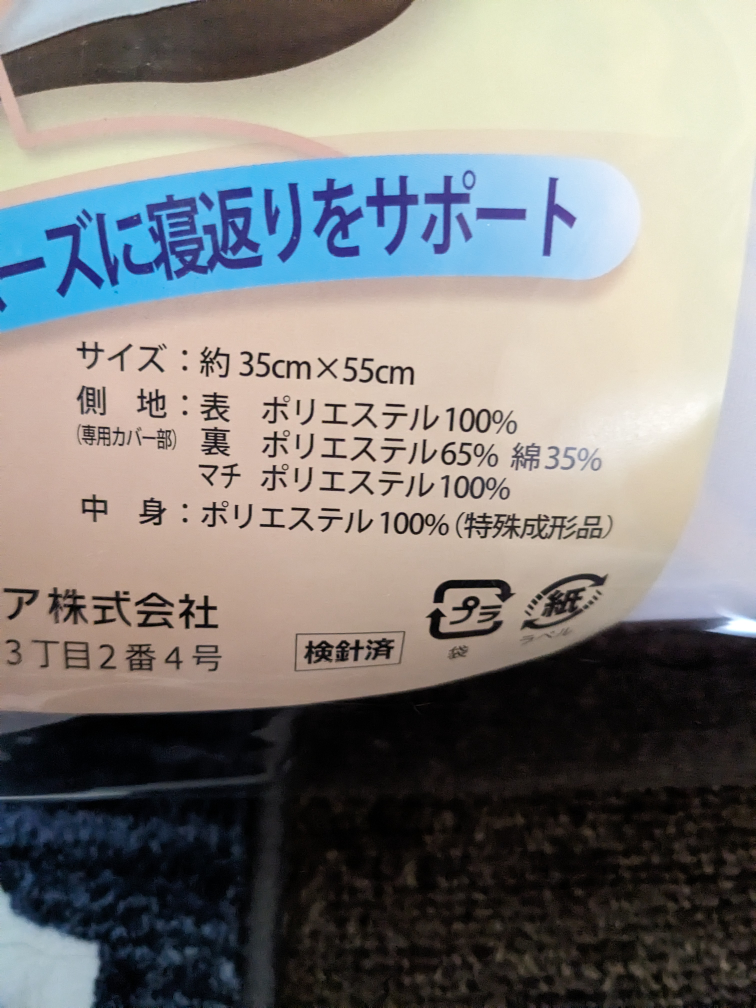 ーズに寝返りをサポート
サイズ：約35cm×55cm
側　地：表　ポリエステル100%
(専用カバー部)　裏　ポリエステル65%　綿35%
マチ　ポリエステル100%
中　身：ポリエステル100%(特殊成形品)
ア株式会社
3丁目2番4号
検針済
プラ
袋
紙
ラベル